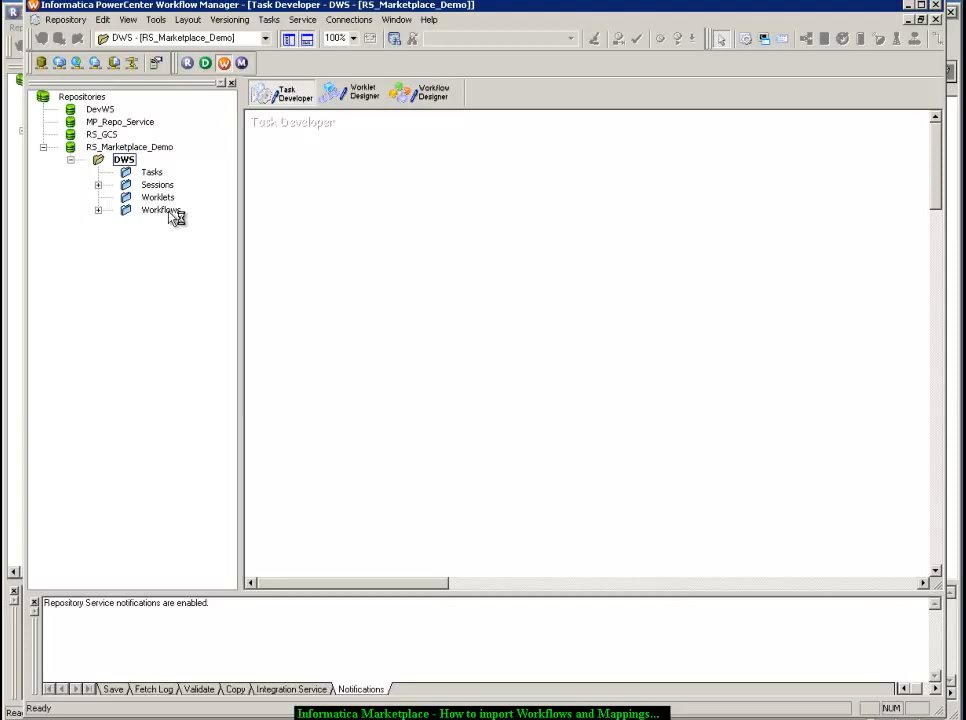 Informatica PowerCenter Workflow Manager - [Task Developer - DWS - [RS_Marketplace_Demo]]
Repository Edit View Tools Layout Versioning Tasks Service Connections Window Help
DWS - [RS_Marketplace_Demo] 100%
R D W M
Task Developer Worklet Designer Workflow Designer
Repositories
DevWS
MP_Repo_Service
RS_GCS
RS_Marketplace_Demo
DWS
Tasks
Sessions
Worklets
Workflows
Task Developer
Repository Service notifications are enabled.
Save Fetch Log Validate Copy Integration Service Notifications
Ready NUM
Informatica Marketplace - How to import Workflows and Mappings...